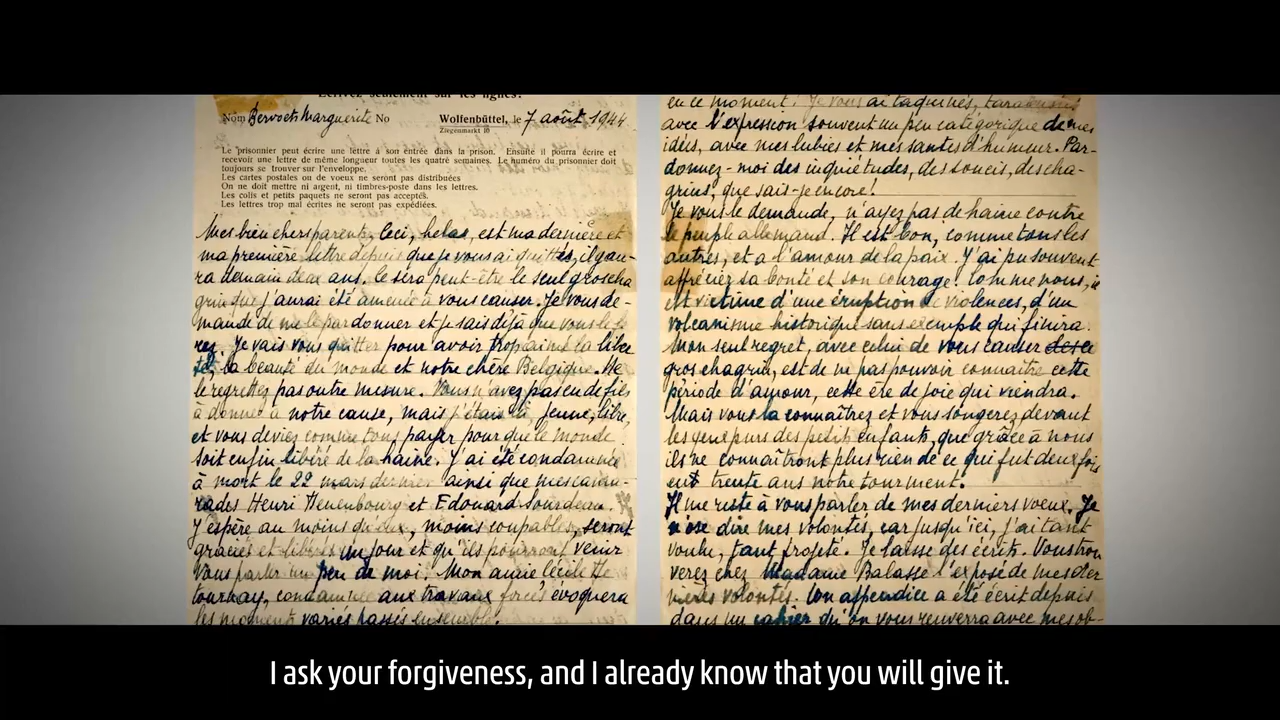 Ecrivez seulement sur les lignes!
Nom Bervoets Marguerite No Wolfenbüttel, le 7 août 1944
Ziegenmarkt 10
Le prisonnier peut écrire une lettre à son entrée dans la prison. Ensuite il pourra écrire et
recevoir une lettre de même longueur toutes les quatre semaines. Le numéro du prisonnier doit
toujours se trouver sur l'enveloppe.
Les cartes postales ou de voeux ne seront pas distribuées
On ne doit mettre ni argent, ni timbres-poste dans les lettres.
Les colis et petits paquets ne seront pas acceptés.
Les lettres trop mal écrites ne seront pas expédiées.
Mes bien chers parents, Ceci, helas, est ma dernière et
ma première lettre depuis que je vous ai quittés, il y au-
ra demain deux ans. Ce sera peut-être le seul gros cha
grin que j'aurai été amenée à vous causer. Je vous de-
mande de me le pardonner et je sais déjà que vous le
rez. Je vais vous quitter pour avoir trop aimé la liber
té, la beauté du monde et notre chère Belgique. Ne
le regrettez pas outre mesure. Vous n'avez pas eu de fils
à donner à notre cause, mais j'étais là, jeune, libre,
et vous deviez comme tous payer pour que le monde
soit enfin libéré de la haine. J'ai été condamnée
à mort le 22 mars dernier ainsi que mes cama-
rades Henri Heuenbourg et Edouard Sourdeau.
J'espère au moins qu'eux, moins coupables, seront
graciés et libérés un jour et qu'ils pourront venir
vous parler un peu de moi. Mon amie Cécile De
tournay, condamnée aux travaux forcés évoquera
les moments variés passés ensemble.
en ce moment! Je vous ai taquinés, tarabustés
avec l'expression souvent un peu catégorique de mes
idées, avec mes lubies et mes sautes d'humeur. Par-
donnez-moi des inquiétudes, des soucis, des cha-
grins, que sais-je encore!
Je vous le demande, n'ayez pas de haine contre
le peuple allemand. Il est bon, comme tous les
autres, et a l'amour de la paix. J'ai pu souvent
apprécier sa bonté et son courage. Comme nous, il
est victime d'une éruption de violences, d'un
volcanisme historique sans exemple qui finira.
Mon seul regret, avec celui de vous causer
gros chagrin, est de ne pas pouvoir connaître cette
période d'amour, cette ère de joie qui viendra.
Mais vous la connaîtrez et vous songerez devant
les yeux purs des petits enfants, que grâce à nous
ils ne connaîtront plus rien de ce qui fut deux fois
en trente ans notre tourment.
Il me reste à vous parler de mes derniers voeux. Je
n'ose dire mes volontés, car jusqu'ici, j'ai tant
voulu, tant projeté. Je laisse des écrits. Vous trou
verez chez Madame Balasse l'exposé de mes der
nières volontés. Un appendice a été écrit depuis
dans un cahier qu'on vous renverra avec mes ob-
I ask your forgiveness, and I already know that you will give it.